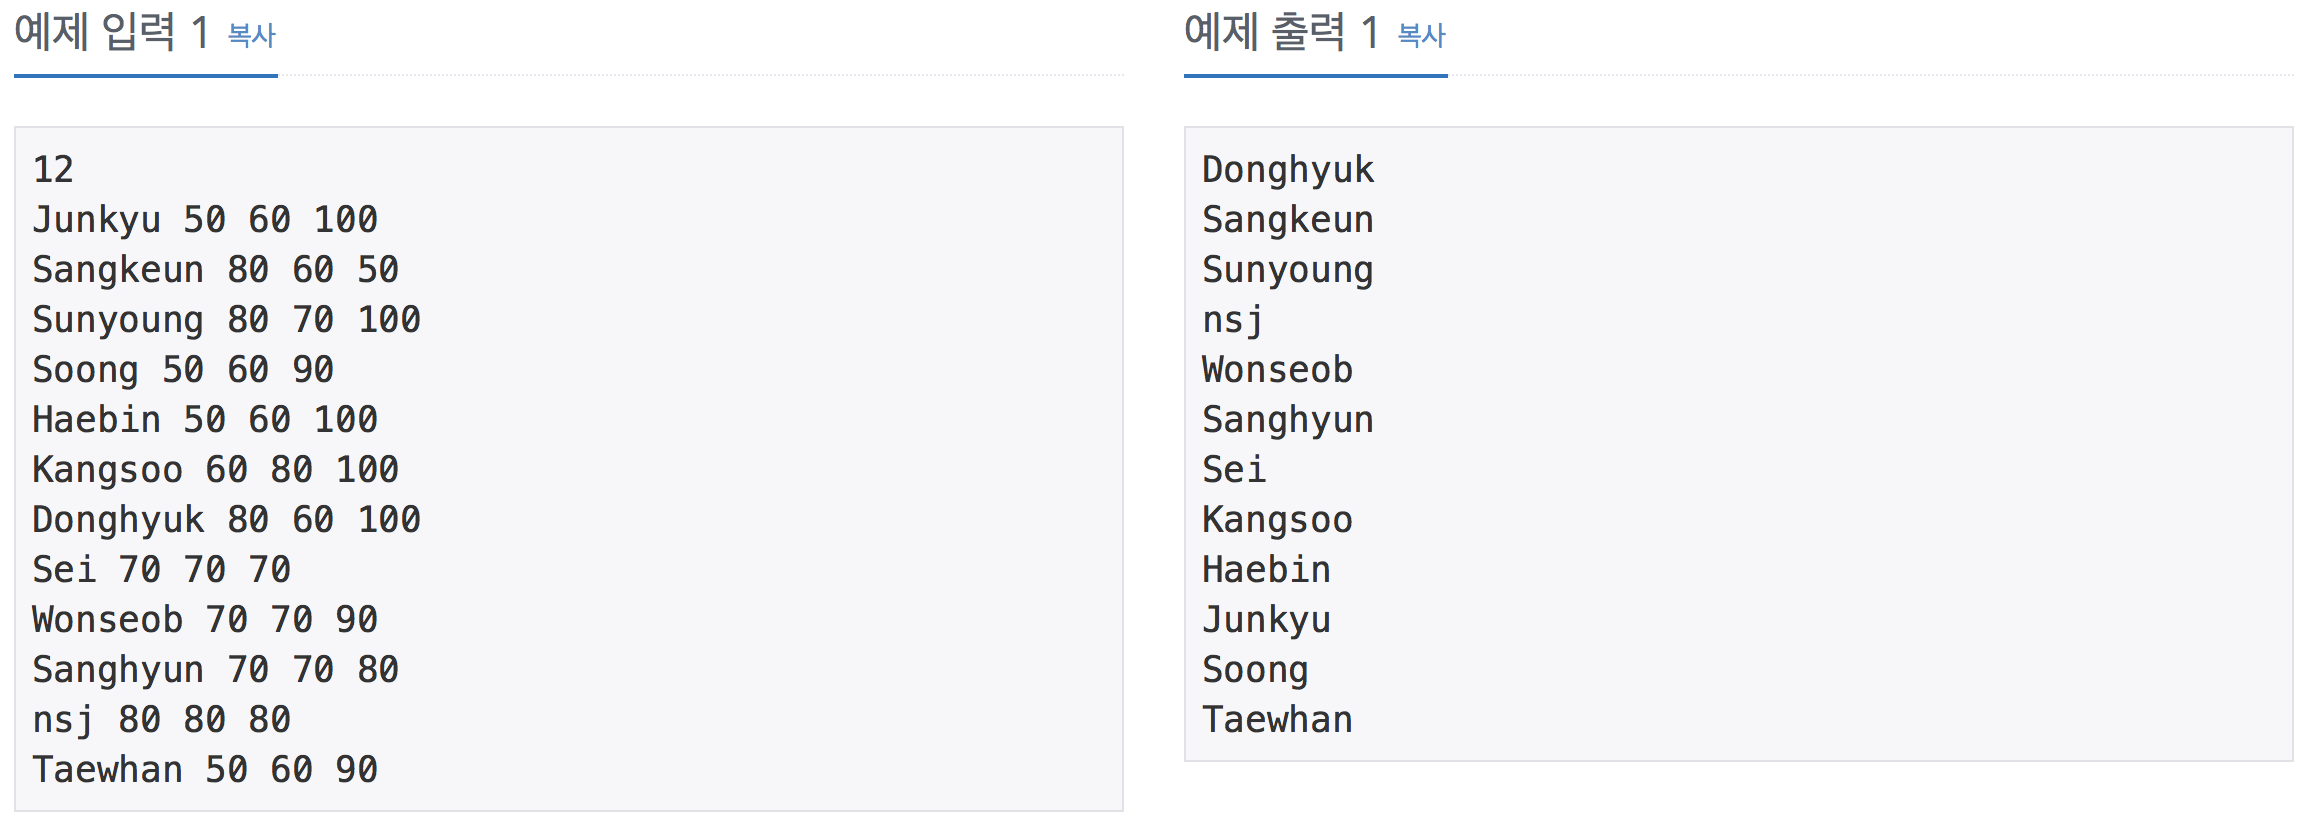 예제 입력 1 복사
12
Junkyu 50 60 100
Sangkeun 80 60 50
Sunyoung 80 70 100
Soong 50 60 90
Haebin 50 60 100
Kangsoo 60 80 100
Donghyuk 80 60 100
Sei 70 70 70
Wonseob 70 70 90
Sanghyun 70 70 80
nsj 80 80 80
Taewhan 50 60 90
예제 출력 1 복사
Donghyuk
Sangkeun
Sunyoung
nsj
Wonseob
Sanghyun
Sei
Kangsoo
Haebin
Junkyu
Soong
Taewhan